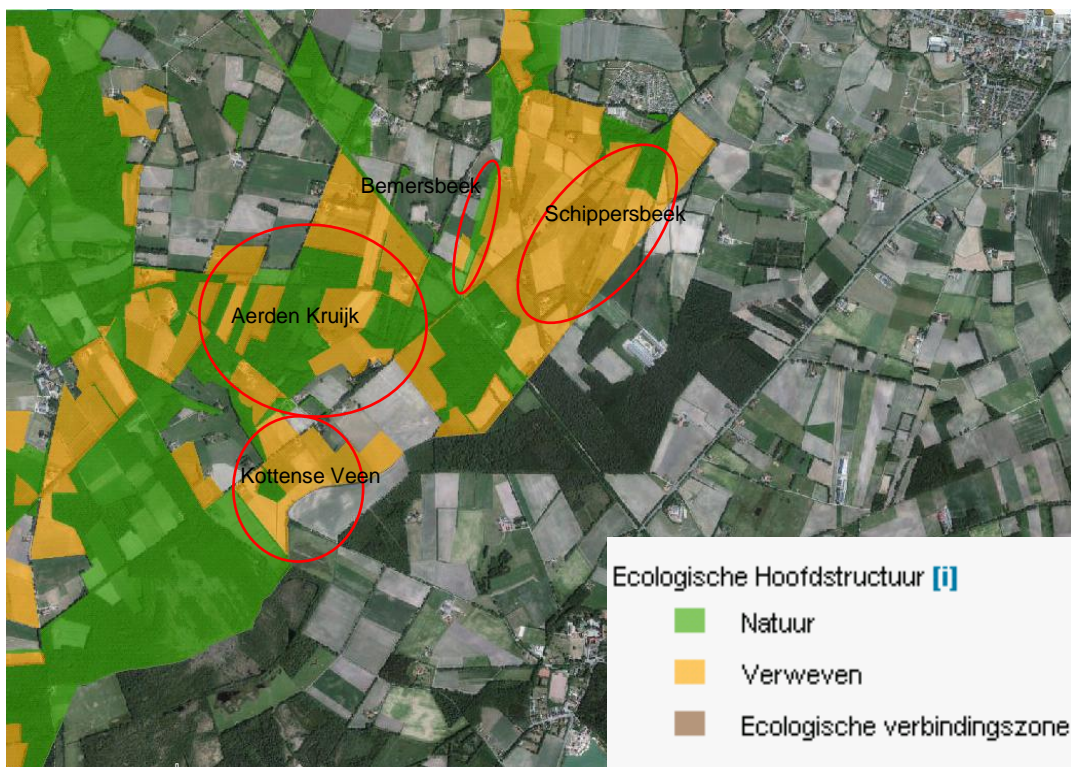 Bemersbeek
Schippersbeek
Aerden Kruijk
Kottense Veen
Ecologische Hoofdstructuur [i]
Natuur
Verweven
Ecologische verbindingszone